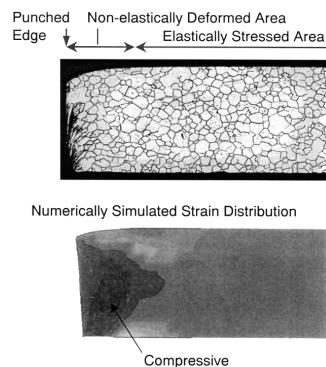 Punched Non-elastically Deformed Area
Edge Elastically Stressed Area
Numerically Simulated Strain Distribution
Compressive